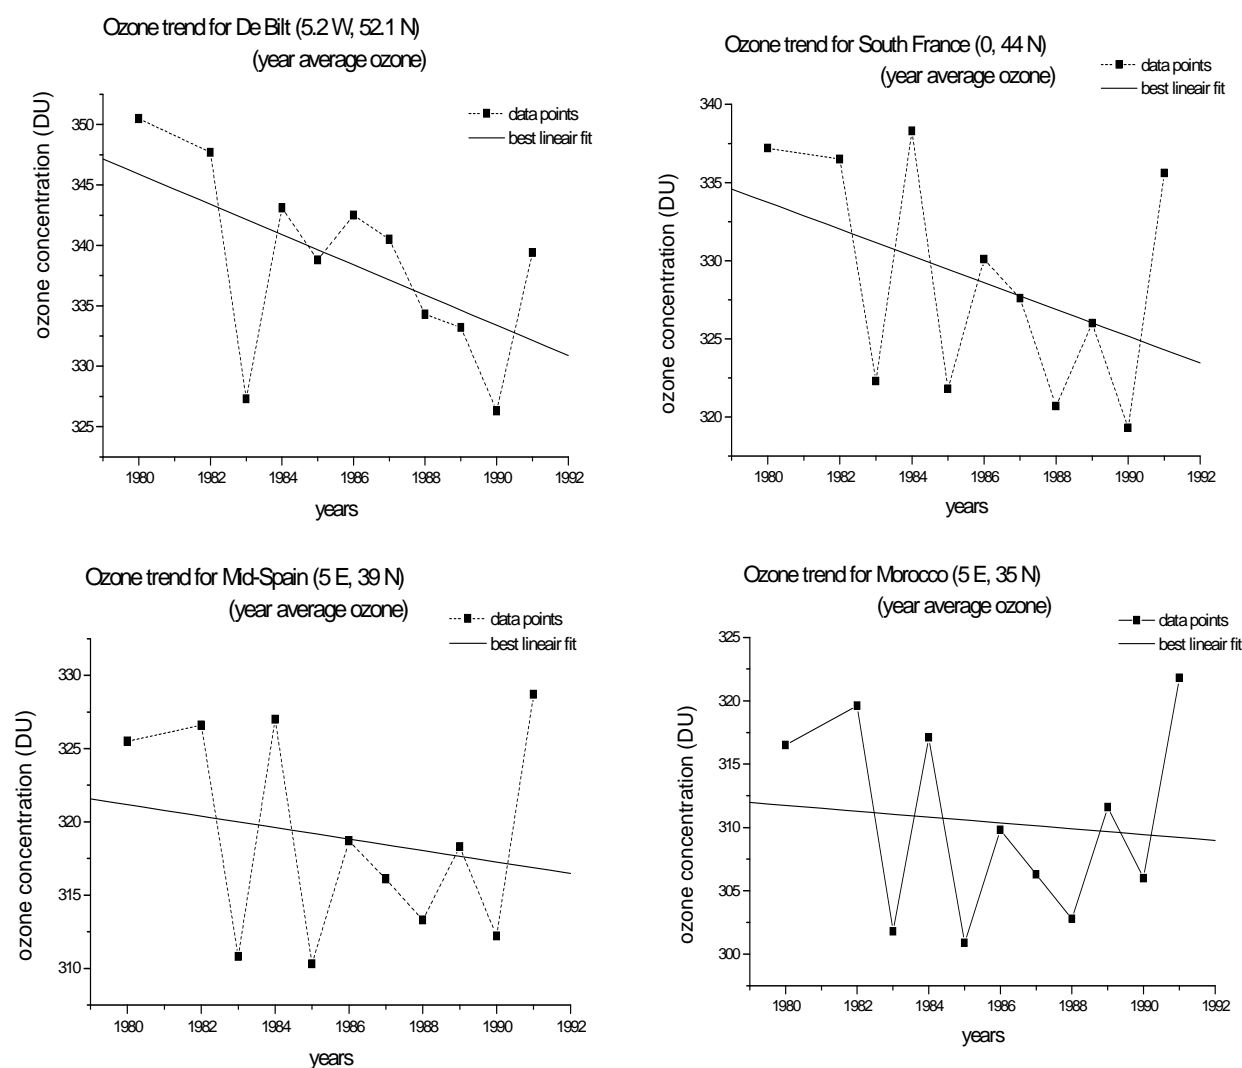 Ozone trend for De Bilt (5.2 W, 52.1 N)
(year average ozone)
data points
best lineair fit
ozone concentration (DU)
350
345
340
335
330
325
1980 1982 1984 1986 1988 1990 1992
years
Ozone trend for South France (0, 44 N)
(year average ozone)
data points
best lineair fit
ozone concentration (DU)
340
335
330
325
320
1980 1982 1984 1986 1988 1990 1992
years
Ozone trend for Mid-Spain (5 E, 39 N)
(year average ozone)
data points
best lineair fit
ozone concentration (DU)
330
325
320
315
310
1980 1982 1984 1986 1988 1990 1992
years
Ozone trend for Morocco (5 E, 35 N)
(year average ozone)
data points
best lineair fit
ozone concentration (DU)
325
320
315
310
305
300
1980 1982 1984 1986 1988 1990 1992
years